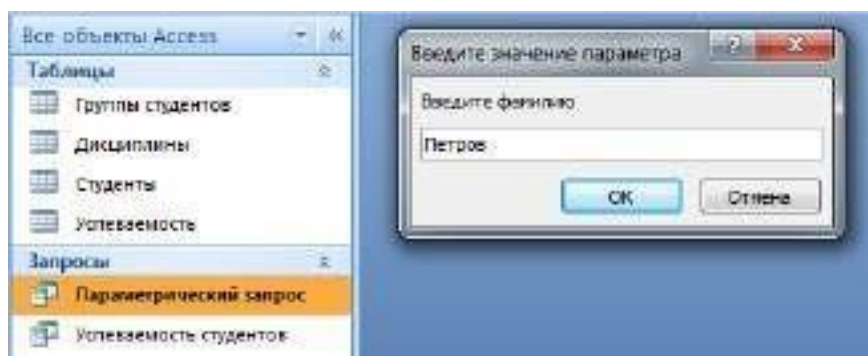 Все объекты Access
Таблицы
Группы студентов
Дисциплины
Студенты
Успеваемость
Запросы
Параметрический запрос
Успеваемость студентов
Введите значение параметра
Введите фамилию
Петров
OK
Отмена